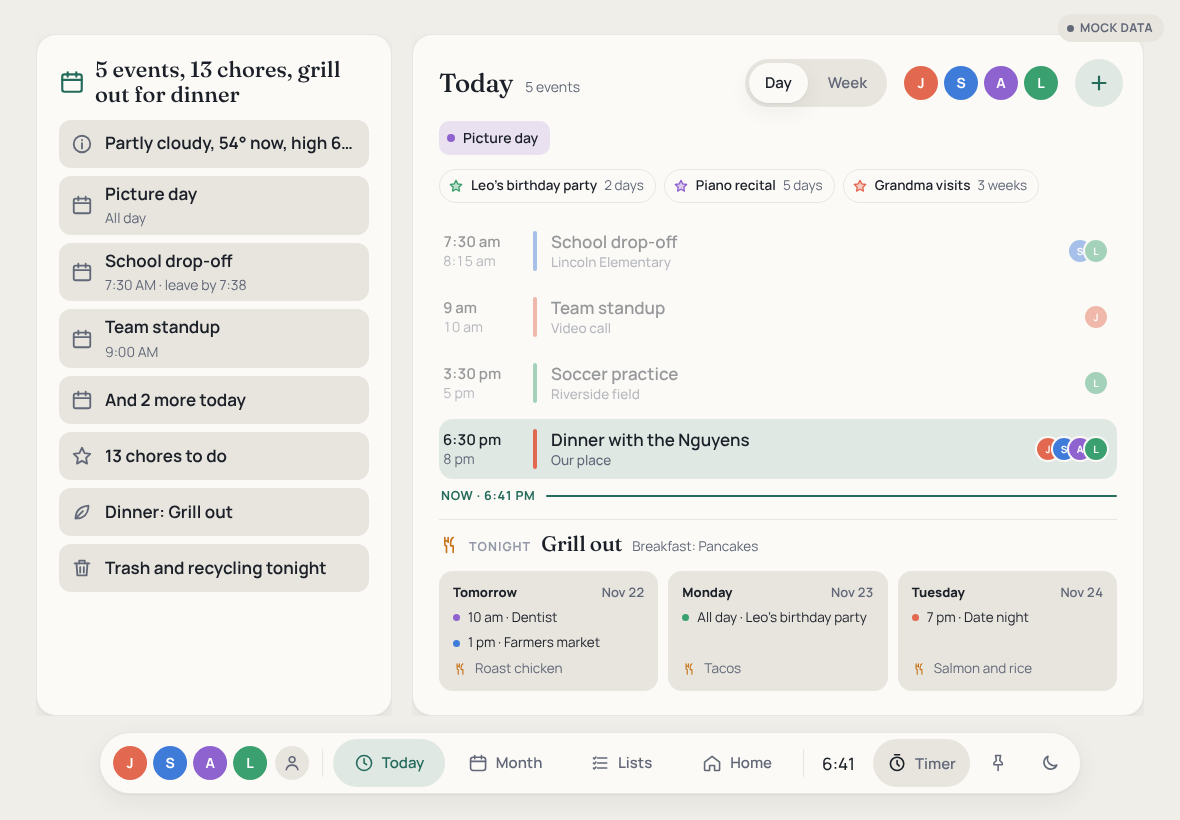 MOCK DATA
5 events, 13 chores, grill
out for dinner
Partly cloudy, 54° now, high 6…
Picture day
All day
School drop-off
7:30 AM · leave by 7:38
Team standup
9:00 AM
And 2 more today
13 chores to do
Dinner: Grill out
Trash and recycling tonight
Today 5 events
Day Week
J S A L
Picture day
Leo's birthday party 2 days
Piano recital 5 days
Grandma visits 3 weeks
7:30 am School drop-off
8:15 am Lincoln Elementary
S L
9 am Team standup
10 am Video call
J
3:30 pm Soccer practice
5 pm Riverside field
L
6:30 pm Dinner with the Nguyens
8 pm Our place
J S A L
NOW · 6:41 PM
TONIGHT Grill out Breakfast: Pancakes
Tomorrow Nov 22
10 am · Dentist
1 pm · Farmers market
Roast chicken
Monday Nov 23
All day · Leo's birthday party
Tacos
Tuesday Nov 24
7 pm · Date night
Salmon and rice
J S A L
Today Month Lists Home 6:41 Timer